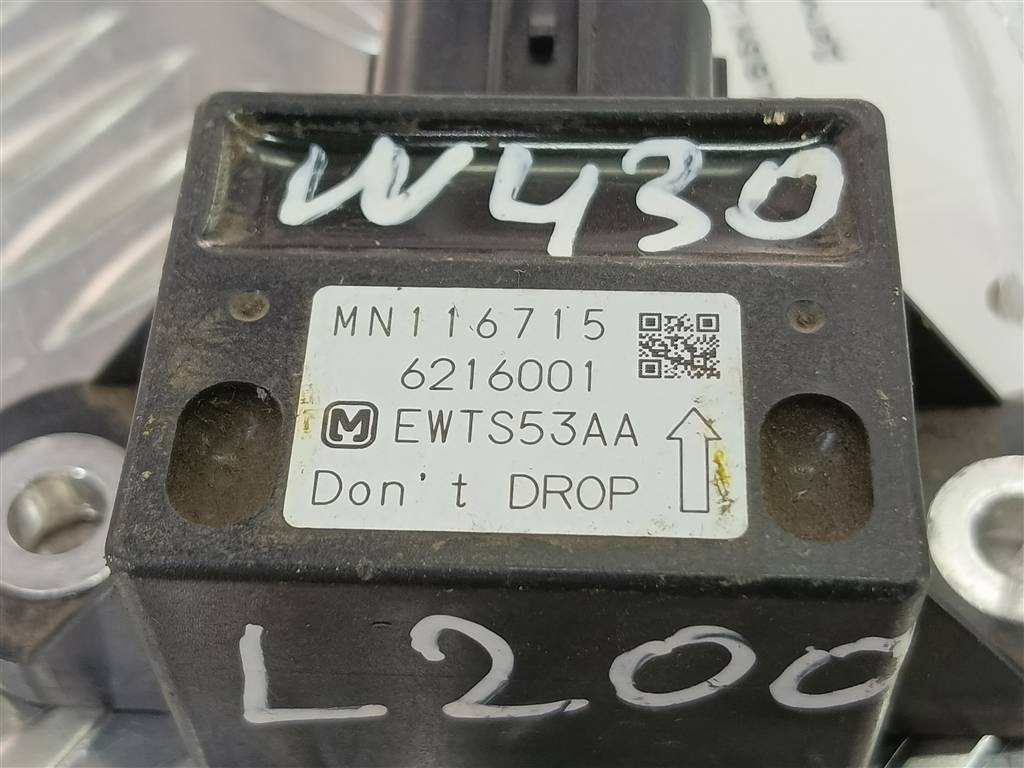 W430
MN116715
6216001
M EWTS53AA
Don't DROP
L200